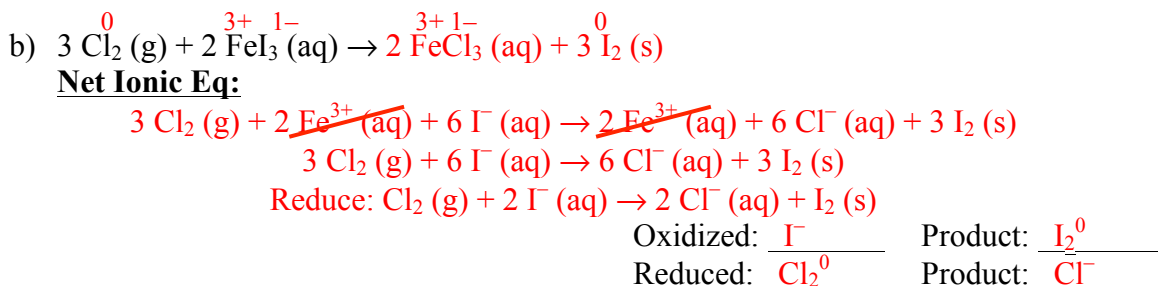 0 3+ 1– 3+ 1– 0
b) 3 Cl₂ (g) + 2 FeI₃ (aq) → 2 FeCl₃ (aq) + 3 I₂ (s)
Net Ionic Eq:
3 Cl₂ (g) + 2 Fe³⁺ (aq) + 6 I⁻ (aq) → 2 Fe³⁺ (aq) + 6 Cl⁻ (aq) + 3 I₂ (s)
3 Cl₂ (g) + 6 I⁻ (aq) → 6 Cl⁻ (aq) + 3 I₂ (s)
Reduce: Cl₂ (g) + 2 I⁻ (aq) → 2 Cl⁻ (aq) + I₂ (s)
Oxidized: I⁻ Product: I₂⁰
Reduced: Cl₂⁰ Product: Cl⁻